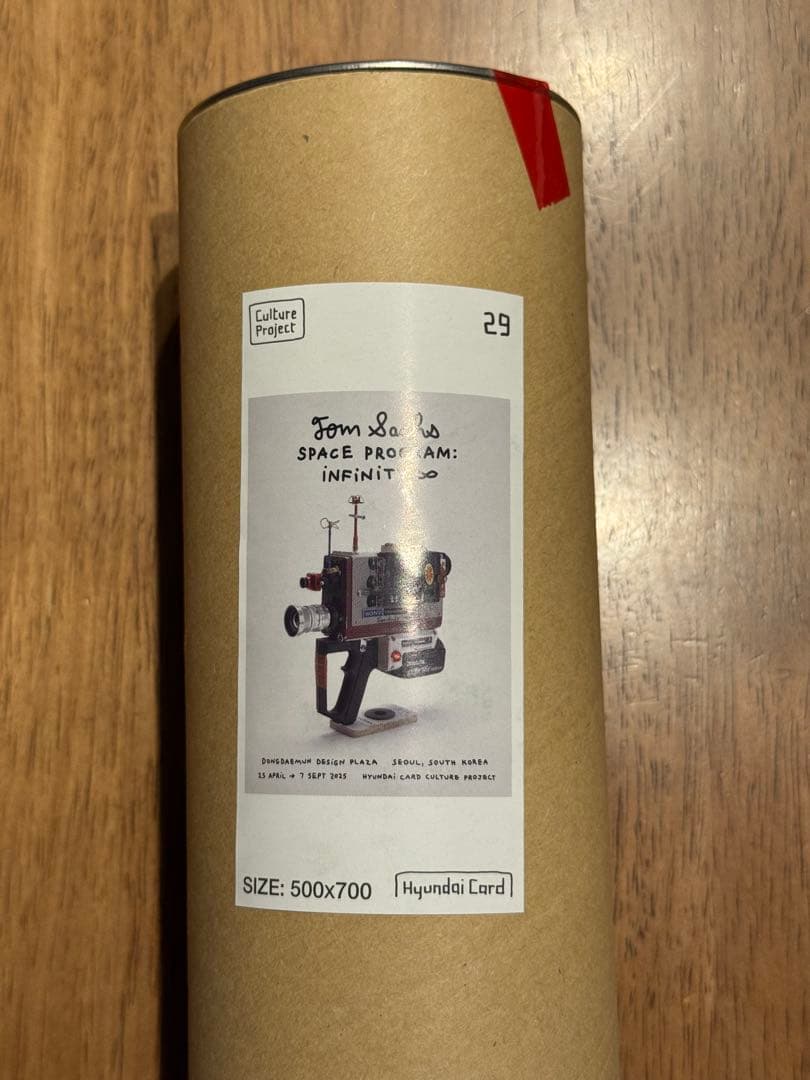 Culture
Project
29
Tom Sachs
SPACE PROGRAM:
INFINITY ∞
DONGDAEMUN DESIGN PLAZA SEOUL, SOUTH KOREA
25 APRIL → 7 SEPT 2025 HYUNDAI CARD CULTURE PROJECT
SIZE: 500x700
Hyundai Card